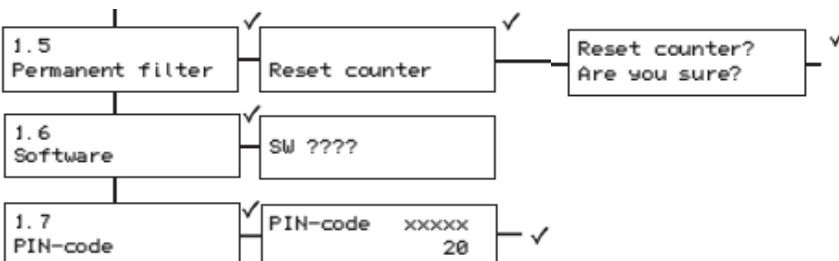 1.5
Permanent filter
Reset counter
Reset counter?
Are you sure?
1.6
Software
SW ????
1.7
PIN-code
PIN-code xxxxx
20